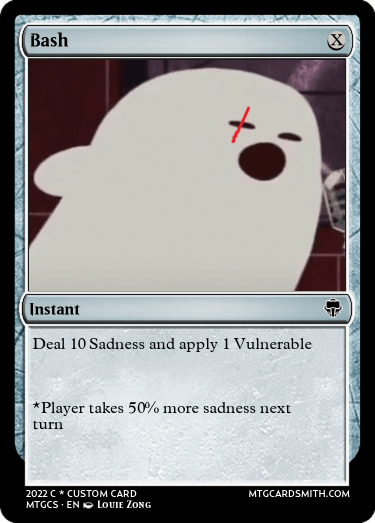 Bash X
Instant
Deal 10 Sadness and apply 1 Vulnerable
*Player takes 50% more sadness next
turn
2022 C * CUSTOM CARD MTGCARDSMITH.COM
MTGCS · EN Louie Zong